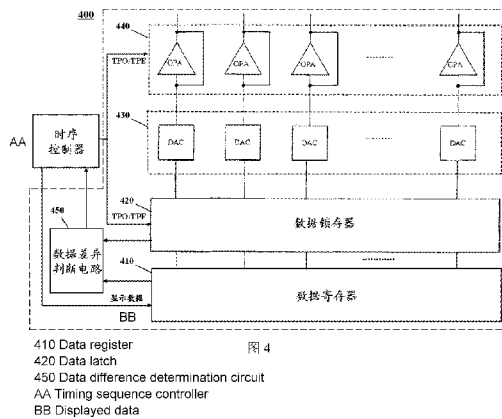 400
440
OPA OPA OPA ........ OPA
TPO/TPE
430
DAC DAC DAC ........ DAC
AA
时序
控制器
420
TPO/TPE
数据锁存器
450
数据差异
判断电路
410
显示数据
数据寄存器
BB
图 4
410 Data register
420 Data latch
450 Data difference determination circuit
AA Timing sequence controller
BB Displayed data